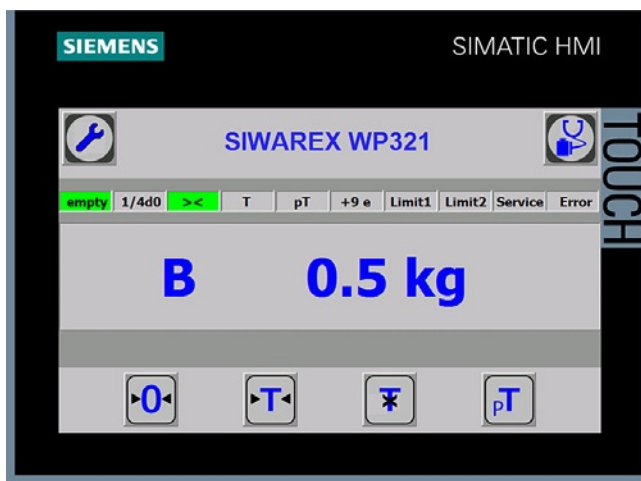 SIEMENS
SIMATIC HMI
TOUCH
SIWAREX WP321
empty 1/4d0 >< T pT +9 e Limit1 Limit2 Service Error
B 0.5 kg
0 T T pT